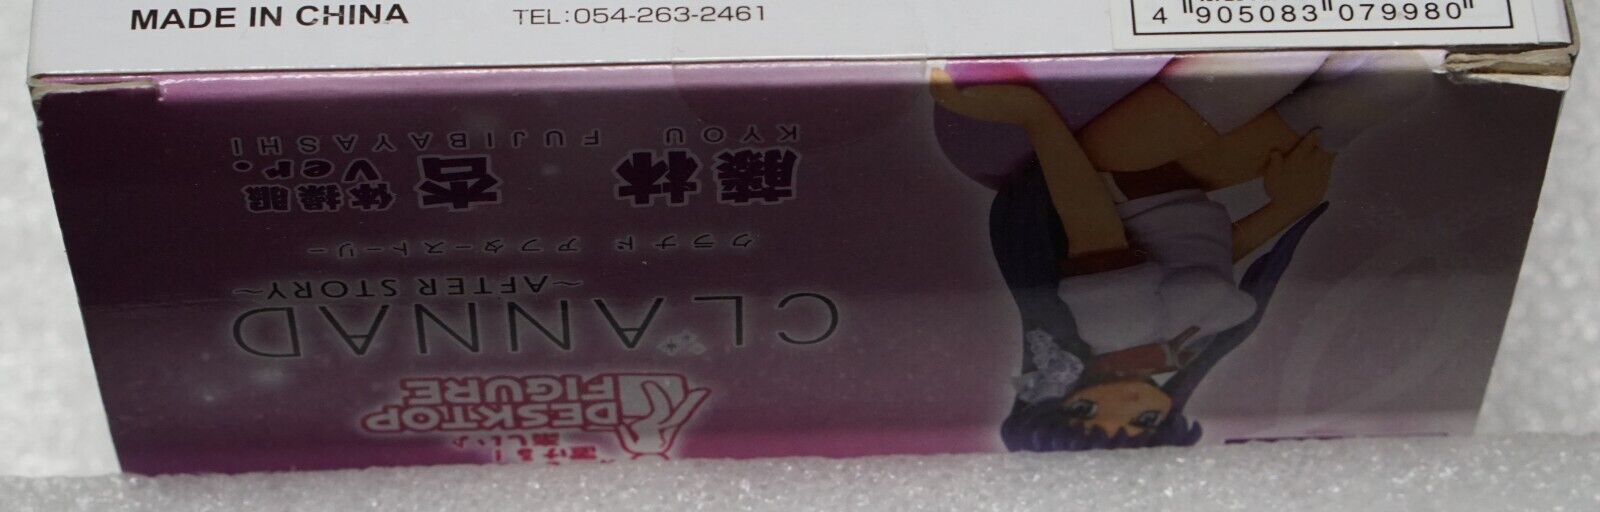 MADE IN CHINA
TEL:054-263-2461
4 905083 079980
DESKTOP
FIGURE
CLANNAD
~AFTER STORY~
クラナド アフターストーリー
藤林 杏 体操服 ver.
KYOU FUJIBAYASHI